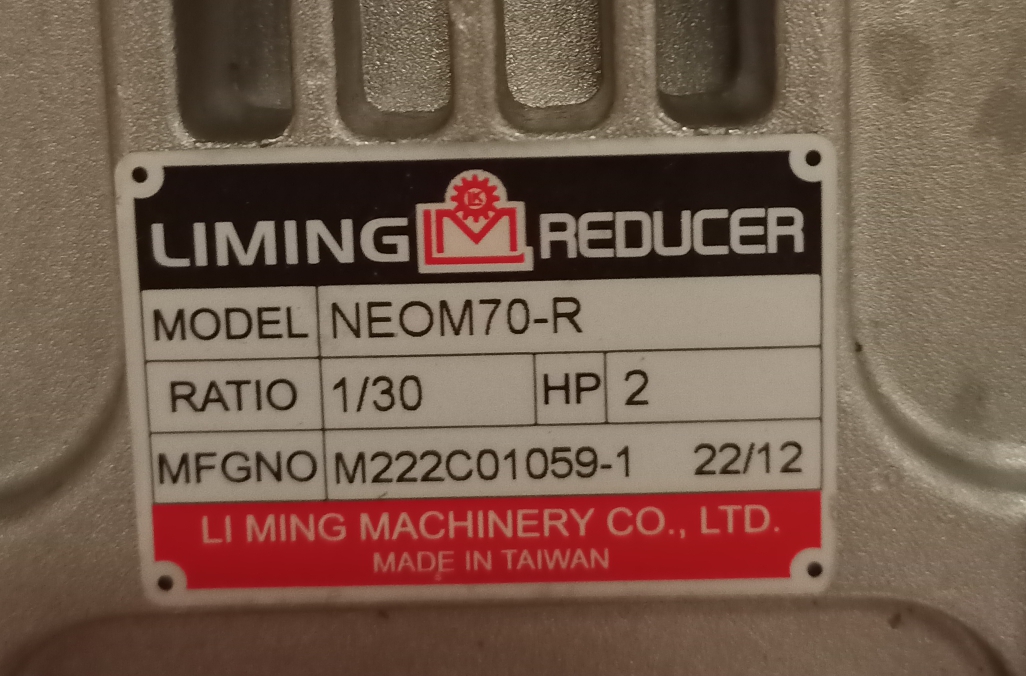 LIMING LM REDUCER
MODEL NEOM70-R
RATIO 1/30 HP 2
MFGNO M222C01059-1 22/12
LI MING MACHINERY CO., LTD.
MADE IN TAIWAN